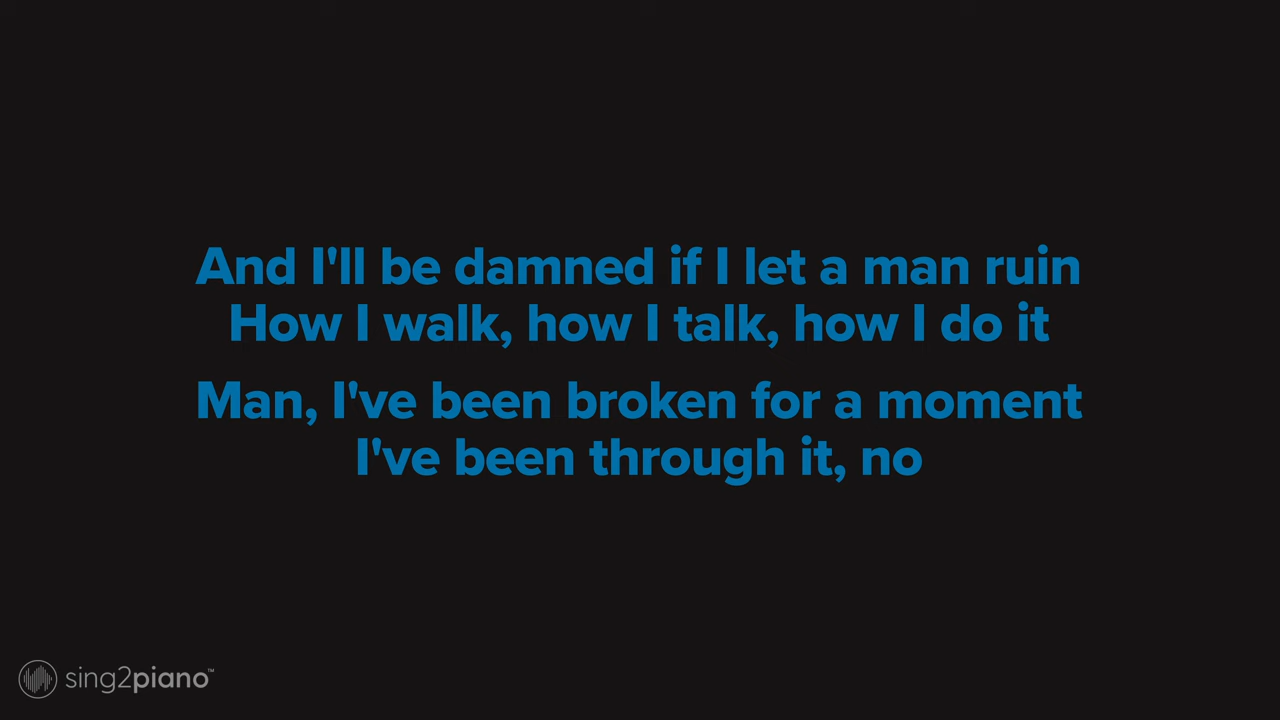 And I'll be damned if I let a man ruin
How I walk, how I talk, how I do it
Man, I've been broken for a moment
I've been through it, no
sing2piano™